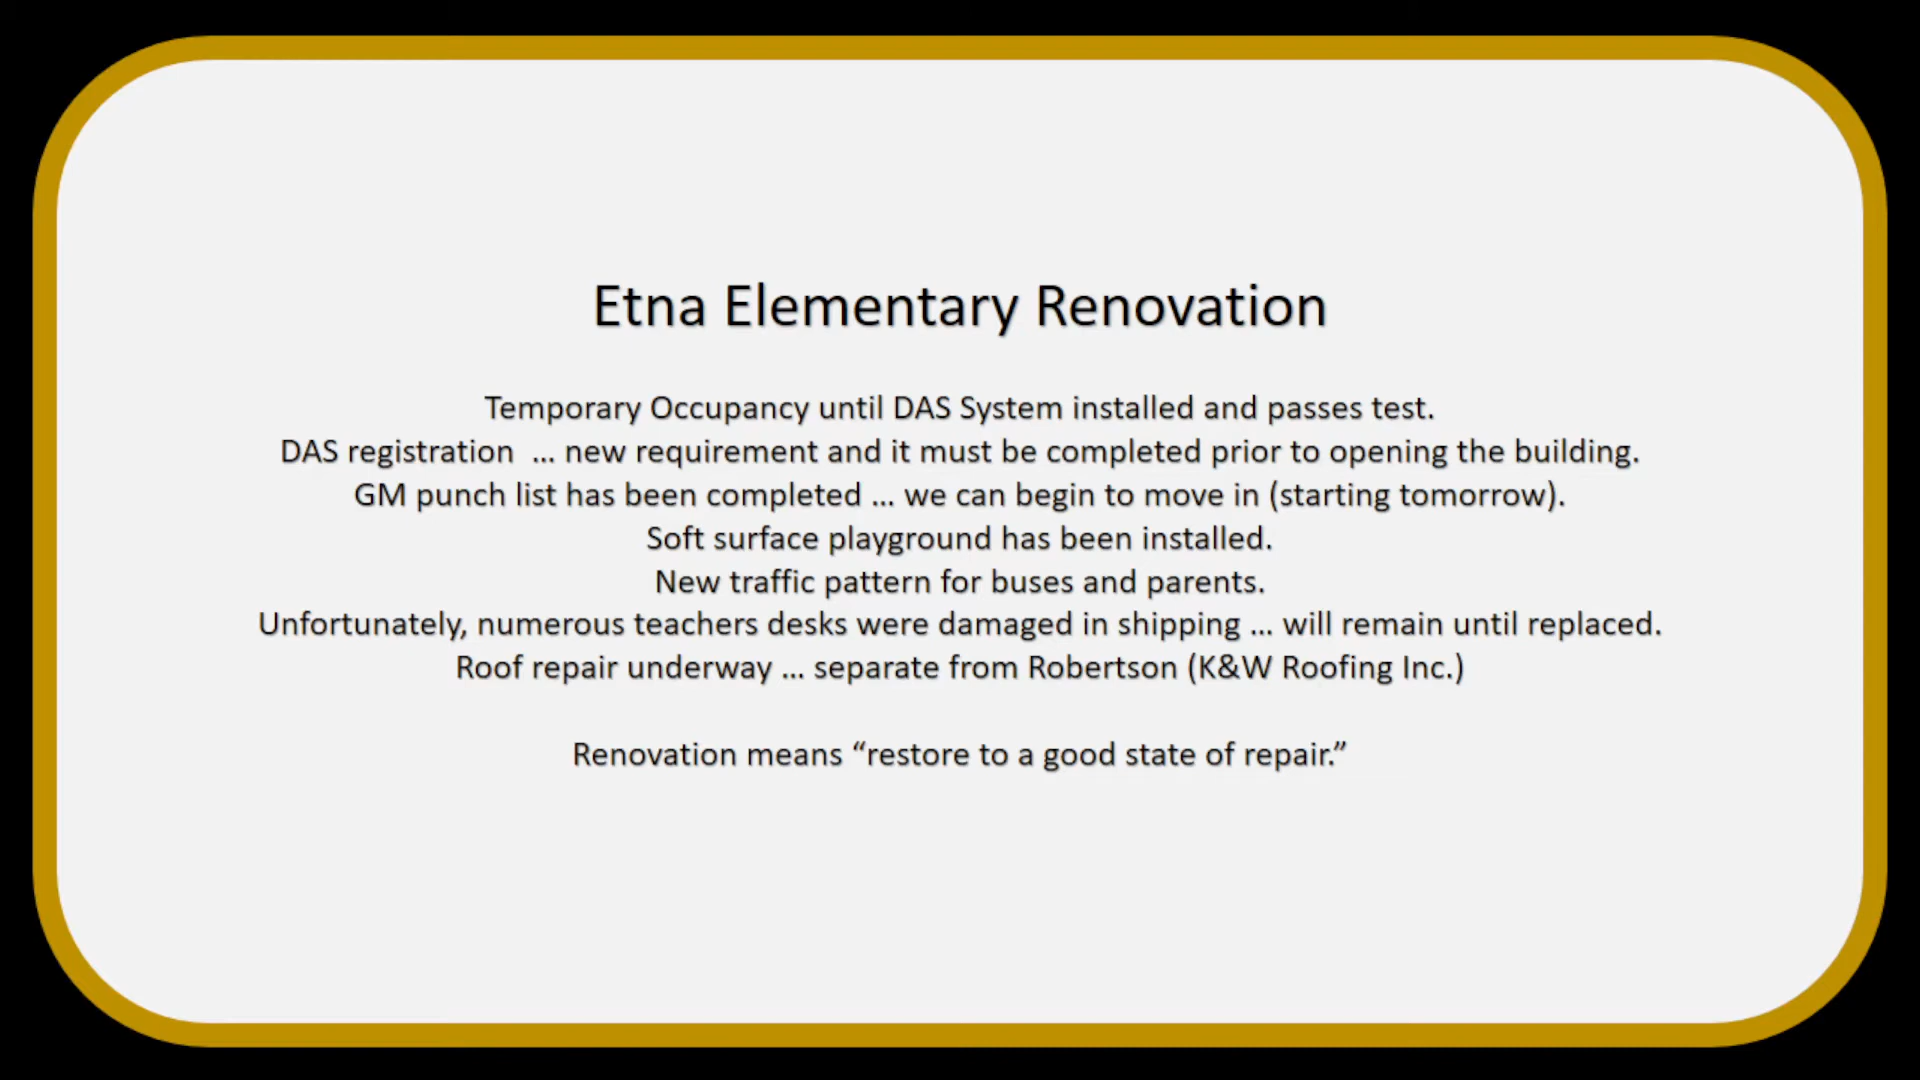 Etna Elementary Renovation
Temporary Occupancy until DAS System installed and passes test.
DAS registration  ... new requirement and it must be completed prior to opening the building.
GM punch list has been completed ... we can begin to move in (starting tomorrow).
Soft surface playground has been installed.
New traffic pattern for buses and parents.
Unfortunately, numerous teachers desks were damaged in shipping ... will remain until replaced.
Roof repair underway ... separate from Robertson (K&W Roofing Inc.)
Renovation means “restore to a good state of repair.”